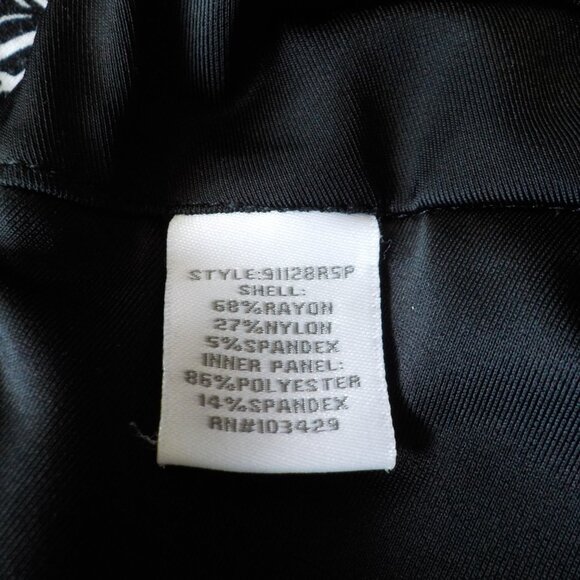 STYLE:91128RSP
SHELL:
68%RAYON
27%NYLON
5%SPANDEX
INNER PANEL:
86%POLYESTER
14%SPANDEX
RN#103429